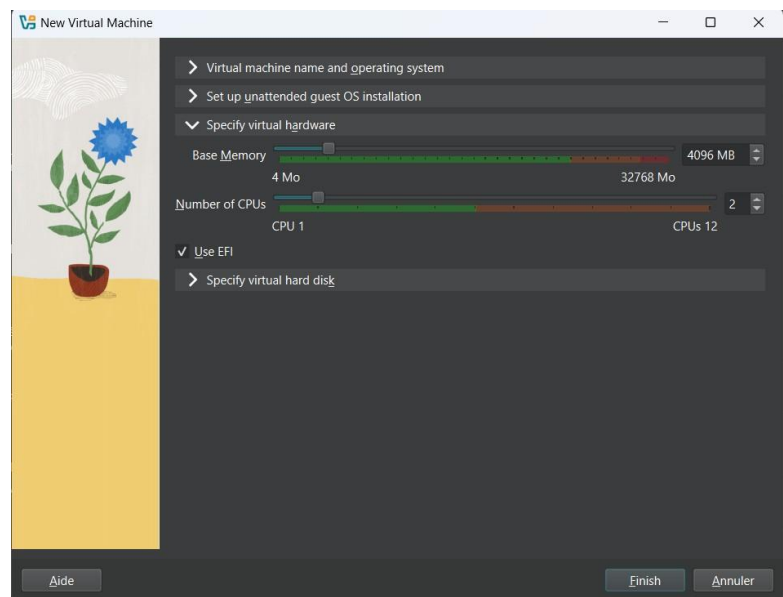 New Virtual Machine
Virtual machine name and operating system
Set up unattended guest OS installation
Specify virtual hardware
Base Memory 4096 MB
4 Mo 32768 Mo
Number of CPUs 2
CPU 1 CPUs 12
Use EFI
Specify virtual hard disk
Aide Finish Annuler